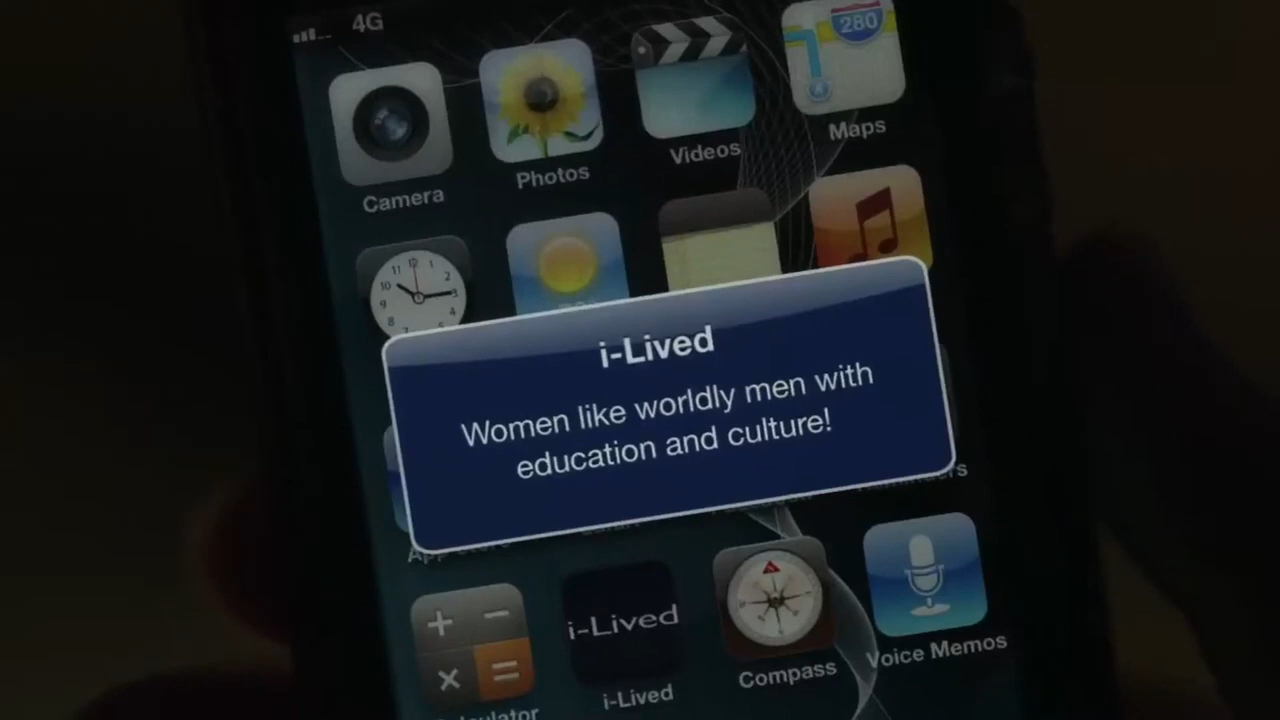 4G
280
Camera
Photos
Videos
Maps
i-Lived
Women like worldly men with
education and culture!
i-Lived
i-Lived
Compass
Voice Memos